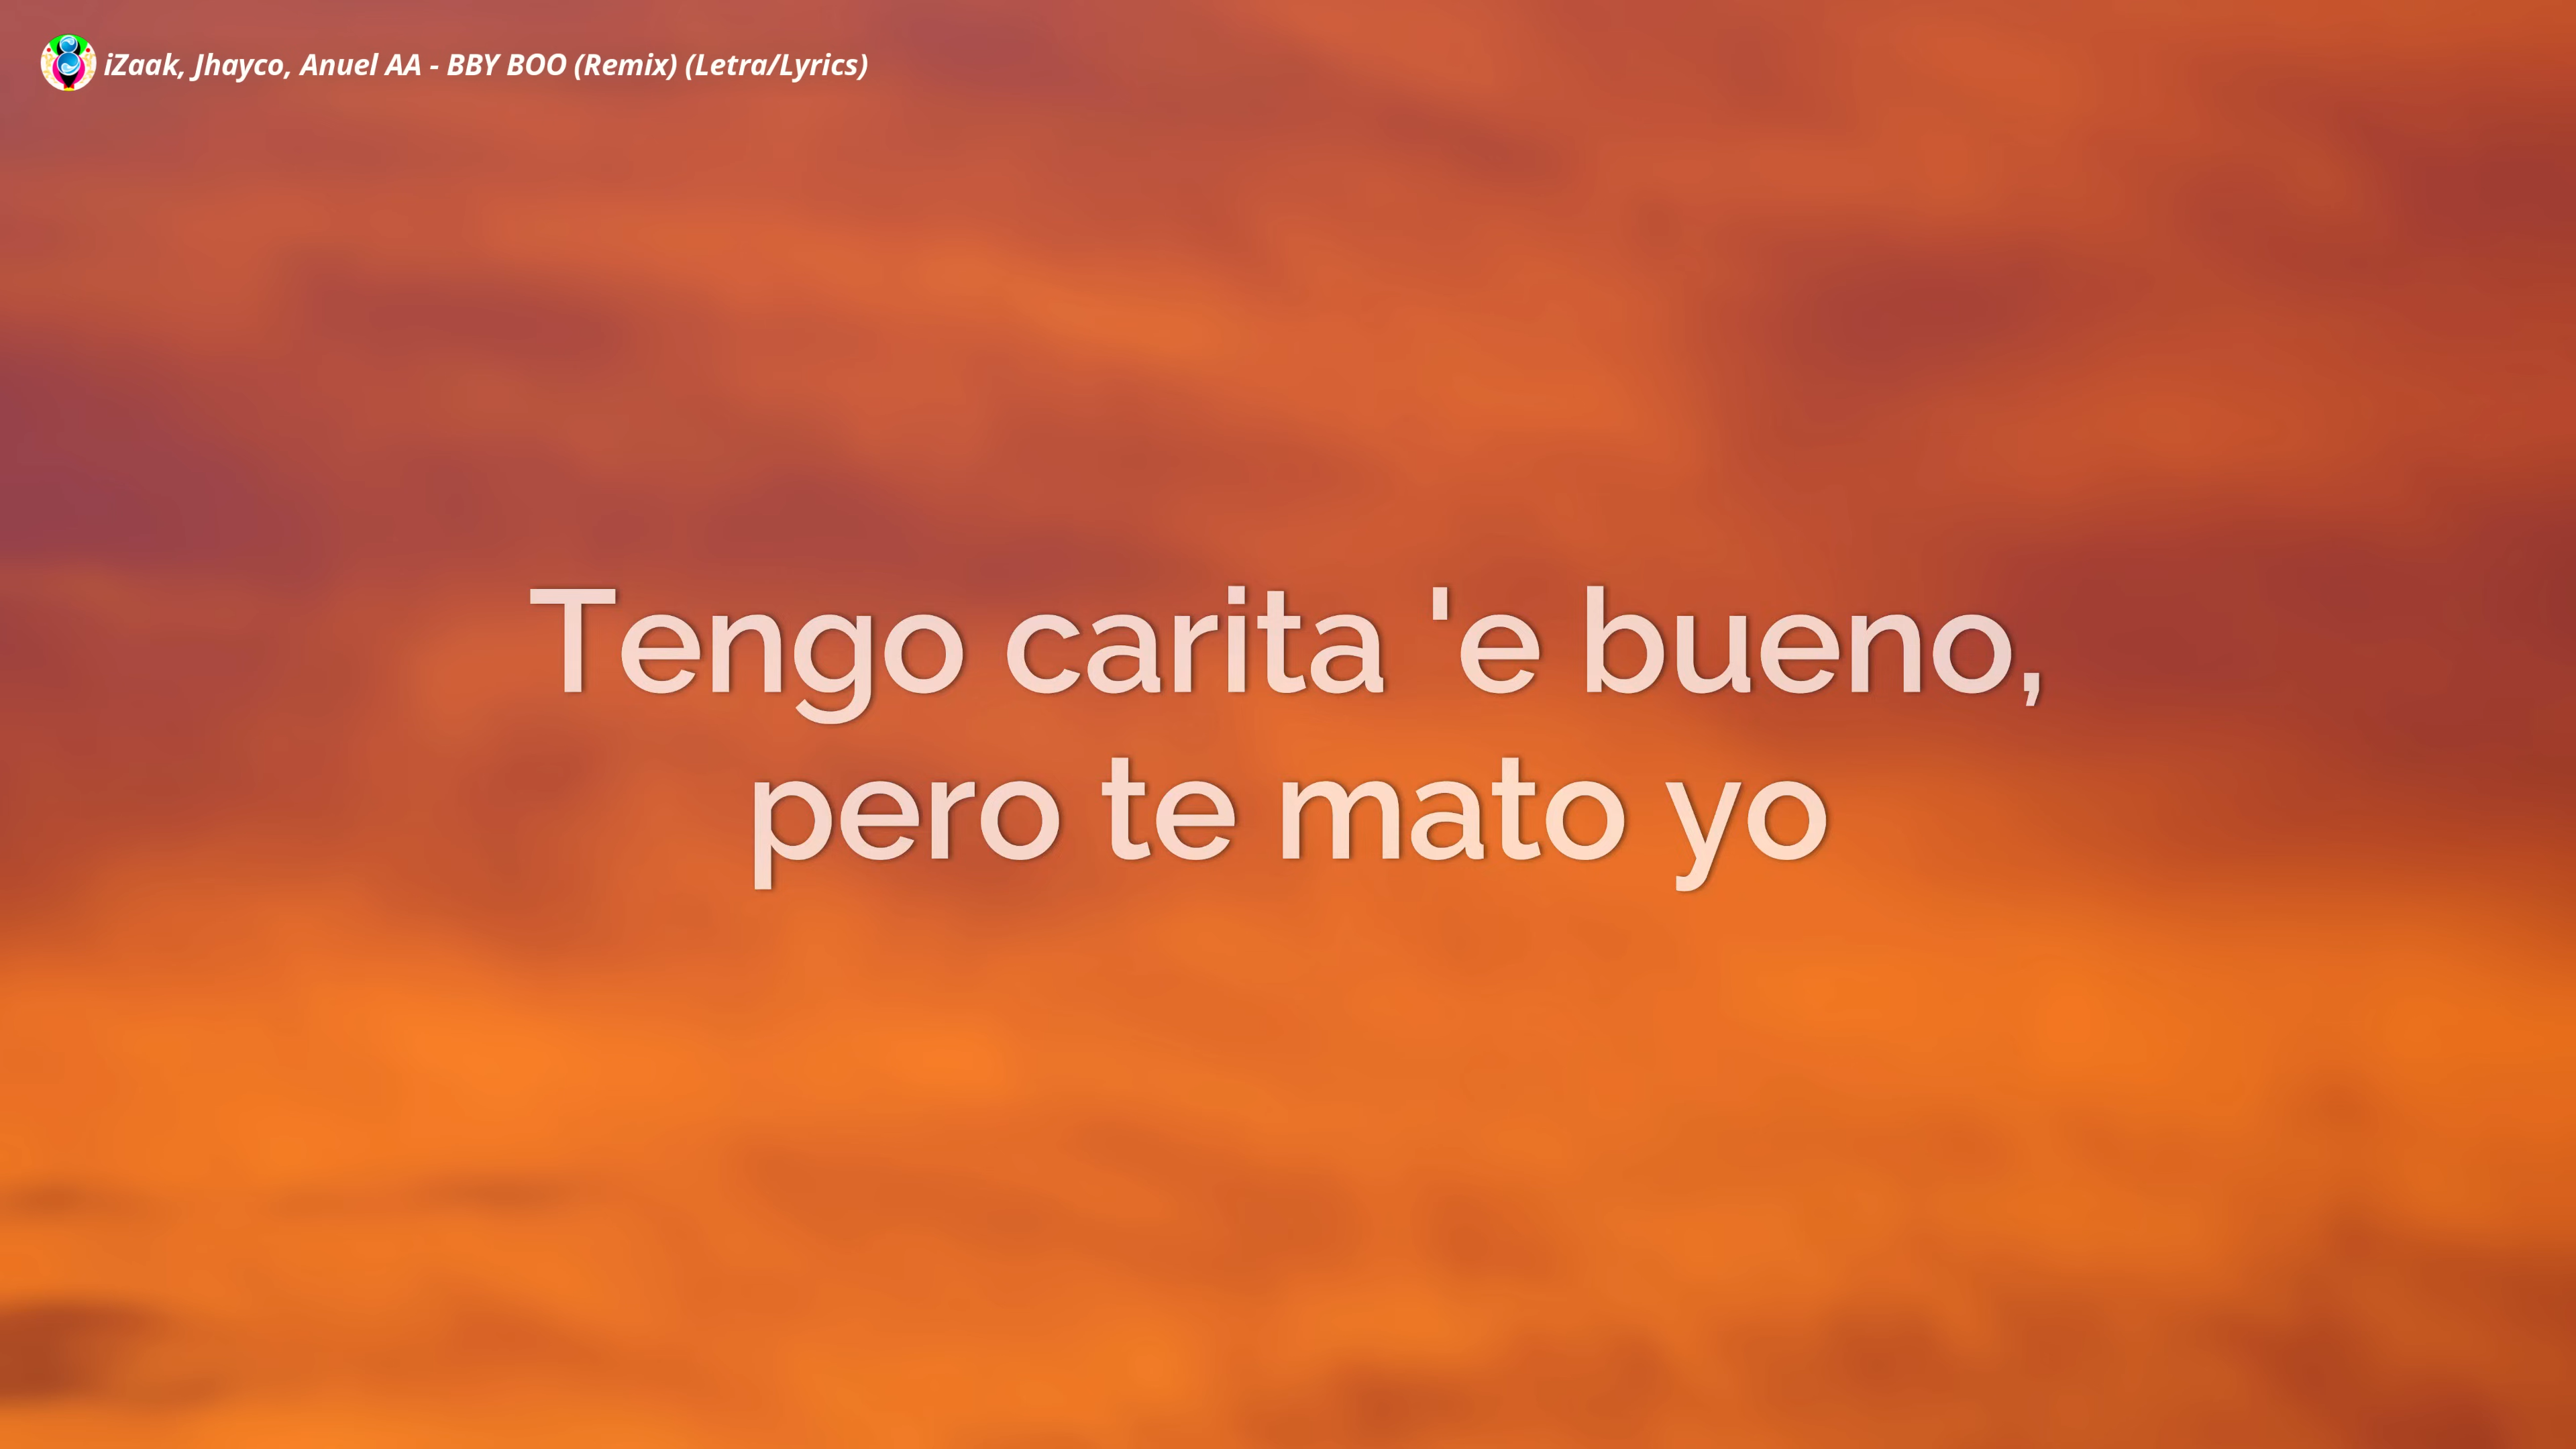 iZaak, Jhayco, Anuel AA - BBY BOO (Remix) (Letra/Lyrics)
Tengo carita 'e bueno,
pero te mato yo